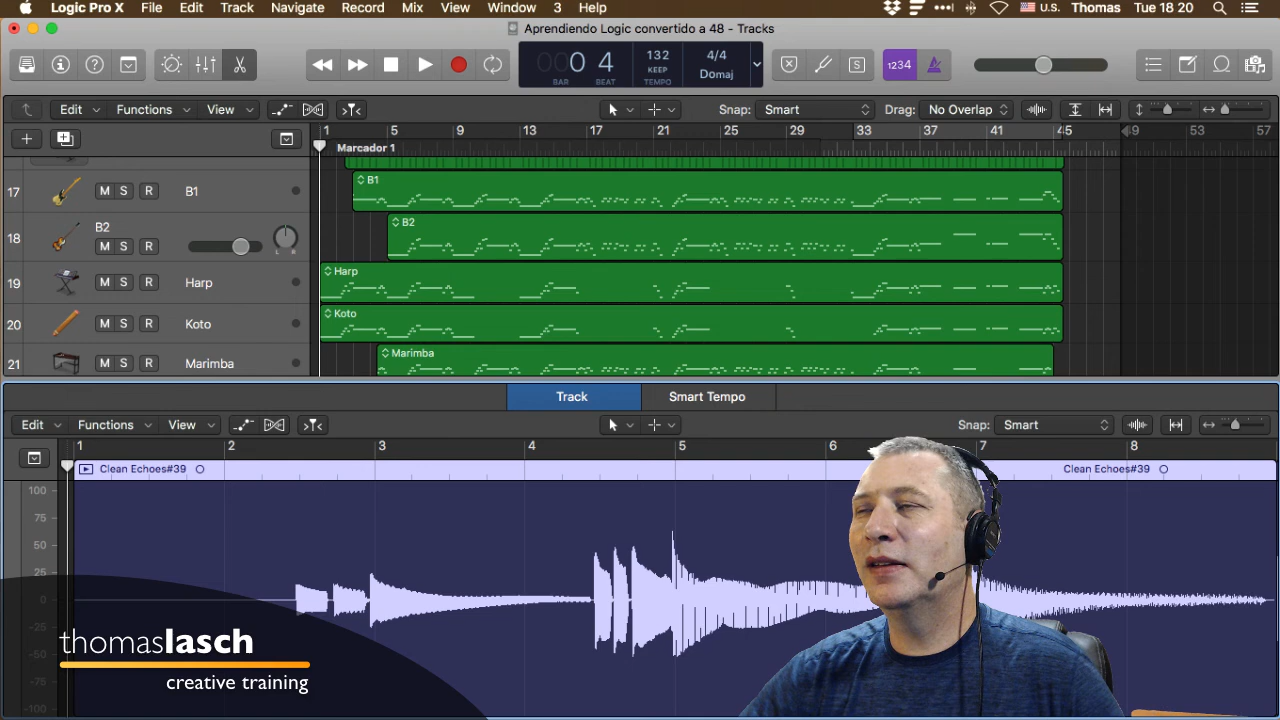 Logic Pro X File Edit Track Navigate Record Mix View Window 3 Help U.S. Thomas Tue 18 20
Aprendiendo Logic convertido a 48 - Tracks
0 4 132 4/4 1234
KEEP Domaj
BAR BEAT TEMPO
Edit Functions View Snap: Smart Drag: No Overlap
1 5 9 13 17 21 25 29 33 37 41 45 49 53 57
Marcador 1
17 M S R B1 B1
18 B2 M S R L R B2
19 M S R Harp Harp
20 M S R Koto Koto
21 M S R Marimba Marimba
Track Smart Tempo
Edit Functions View Snap: Smart
1 2 3 4 5 6 7 8
Clean Echoes#39 Clean Echoes#39
100
75
50
25
0
-25
-50
-75
-100
thomaslasch
creative training